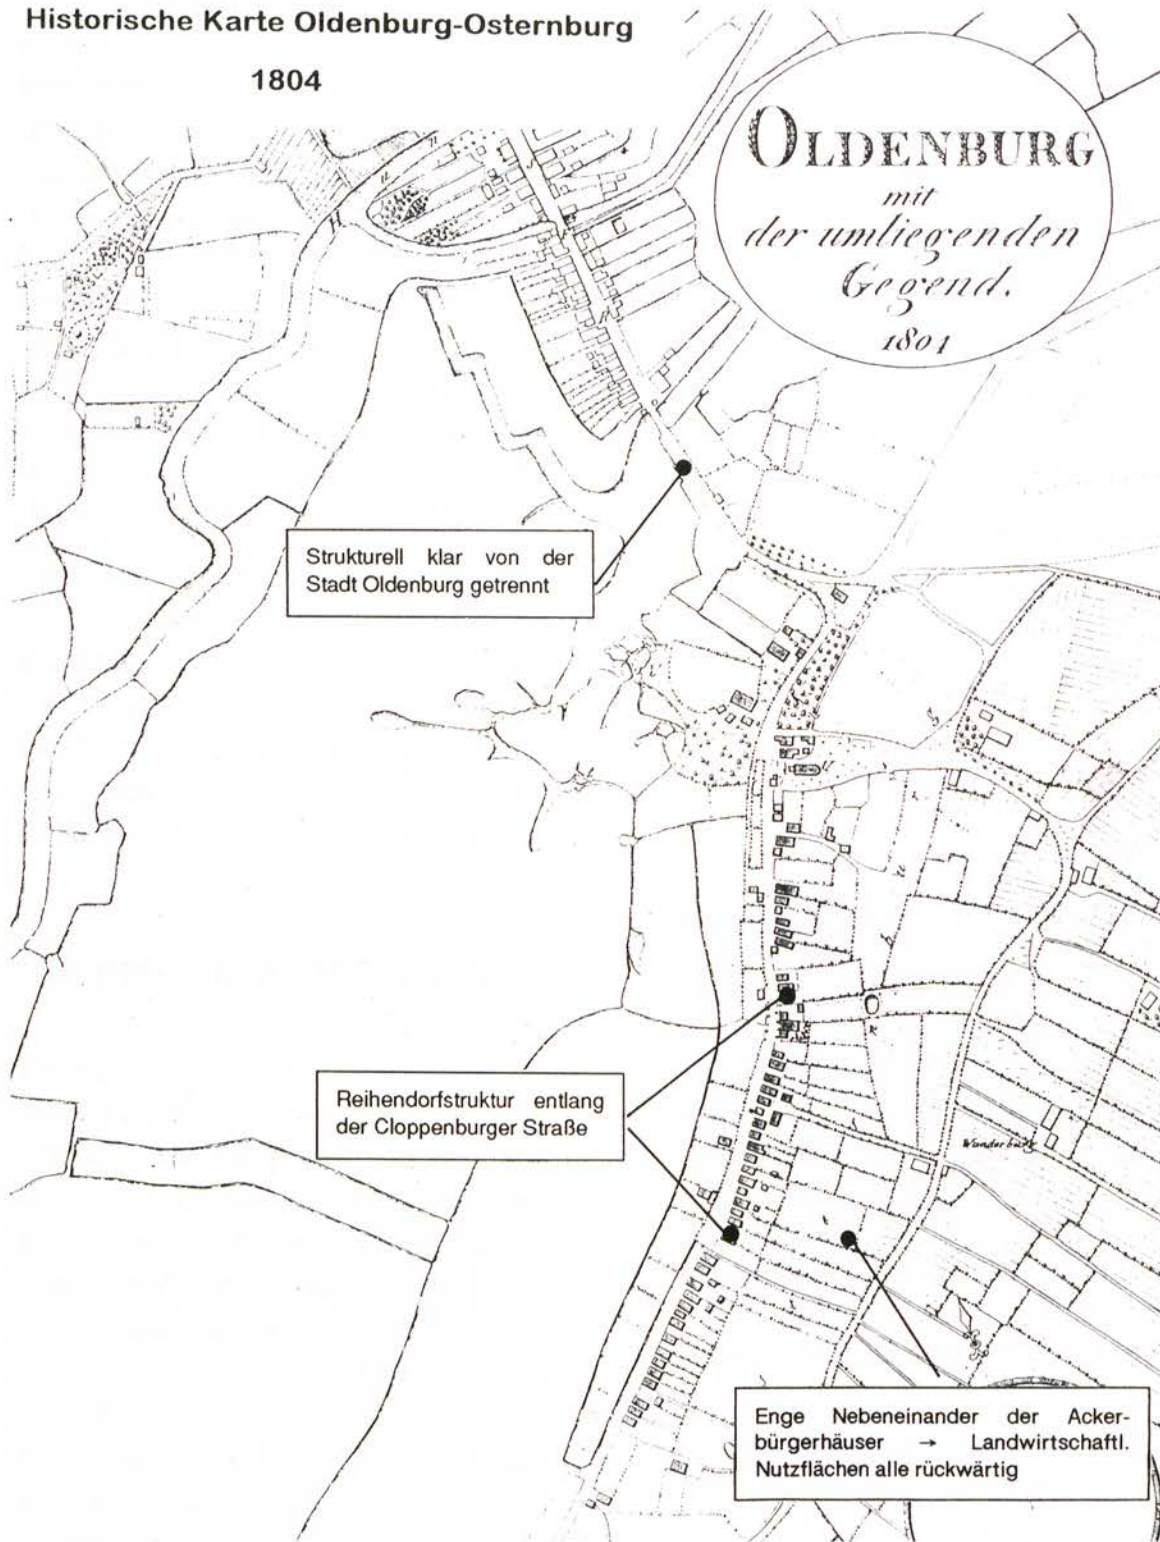 Historische Karte Oldenburg-Osternburg
1804
OLDENBURG
mit
der umliegenden
Gegend.
1804
Strukturell klar von der
Stadt Oldenburg getrennt
Reihendorfstruktur entlang
der Cloppenburger Straße
Wunderburg
Enge Nebeneinander der Acker-
bürgerhäuser → Landwirtschaftl.
Nutzflächen alle rückwärtig